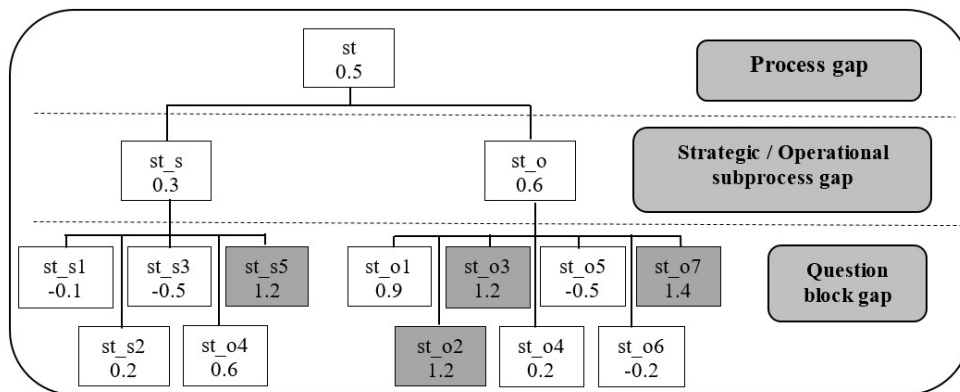 st
0.5
Process gap
st_s
0.3
st_o
0.6
Strategic / Operational
subprocess gap
st_s1
-0.1
st_s3
-0.5
st_s5
1.2
st_o1
0.9
st_o3
1.2
st_o5
-0.5
st_o7
1.4
Question
block gap
st_s2
0.2
st_o4
0.6
st_o2
1.2
st_o4
0.2
st_o6
-0.2